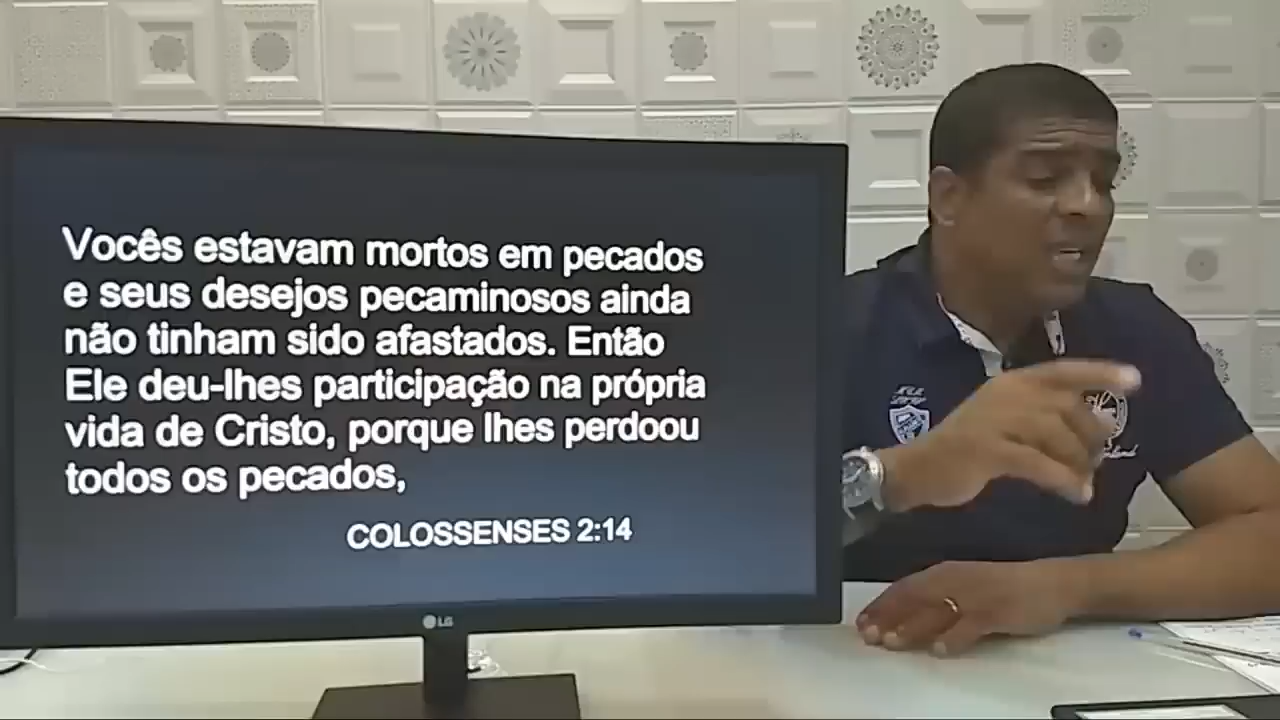 Vocês estavam mortos em pecados
e seus desejos pecaminosos ainda
não tinham sido afastados. Então
Ele deu-lhes participação na própria
vida de Cristo, porque lhes perdoou
todos os pecados,
COLOSSENSES 2:14
LG